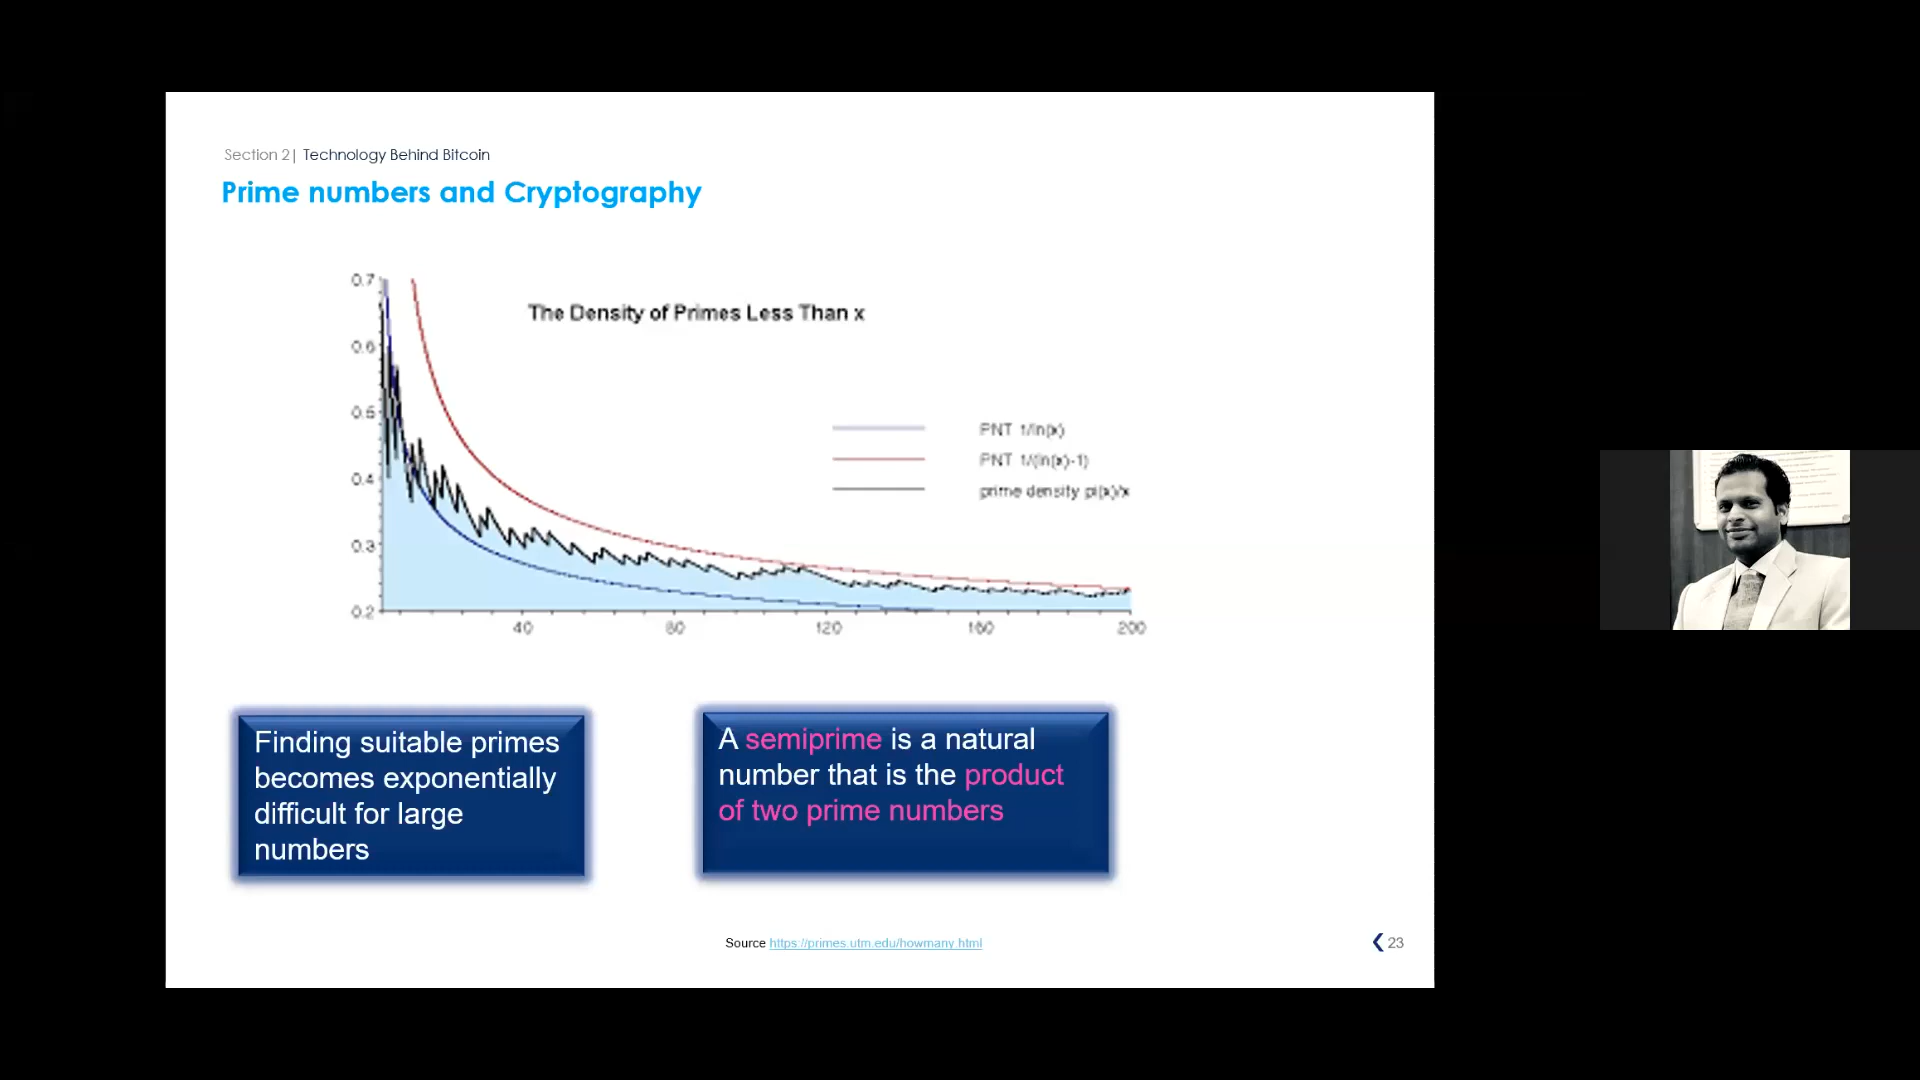 Section 2| Technology Behind Bitcoin
Prime numbers and Cryptography
The Density of Primes Less Than x
0.7
0.6
0.5
0.4
0.3
0.2
40
80
120
160
200
PNT 1/ln(x)
PNT 1/(ln(x)-1)
prime density pi(x)/x
Finding suitable primes
becomes exponentially
difficult for large
numbers
A semiprime is a natural
number that is the product
of two prime numbers
Source https://primes.utm.edu/howmany.html
23